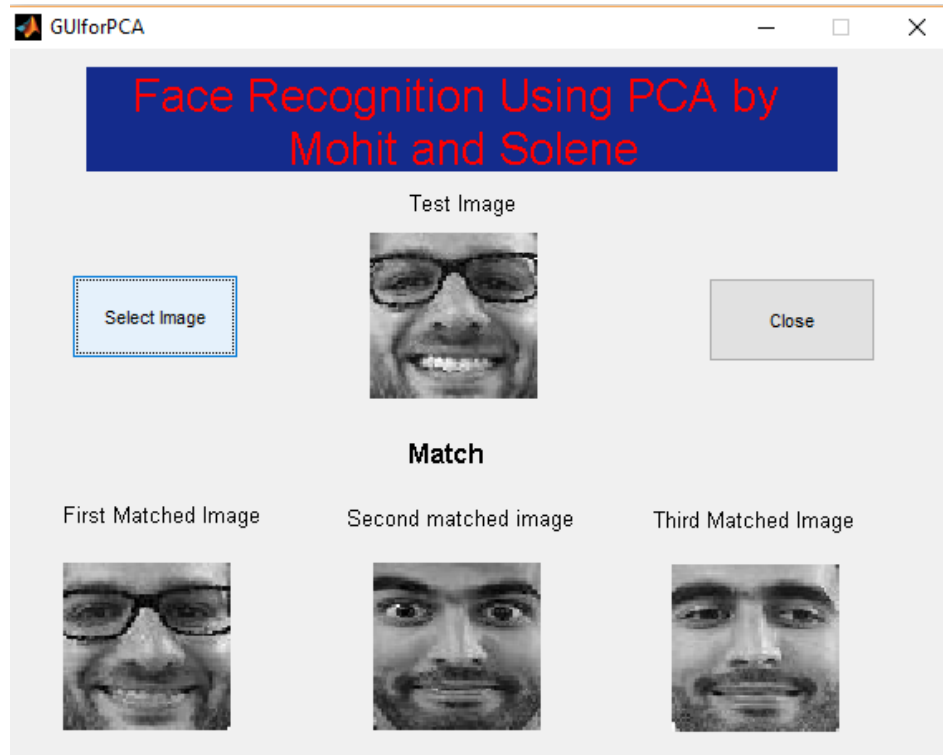 GUIforPCA
Face Recognition Using PCA by
Mohit and Solene
Test Image
Select Image
Close
Match
First Matched Image
Second matched image
Third Matched Image